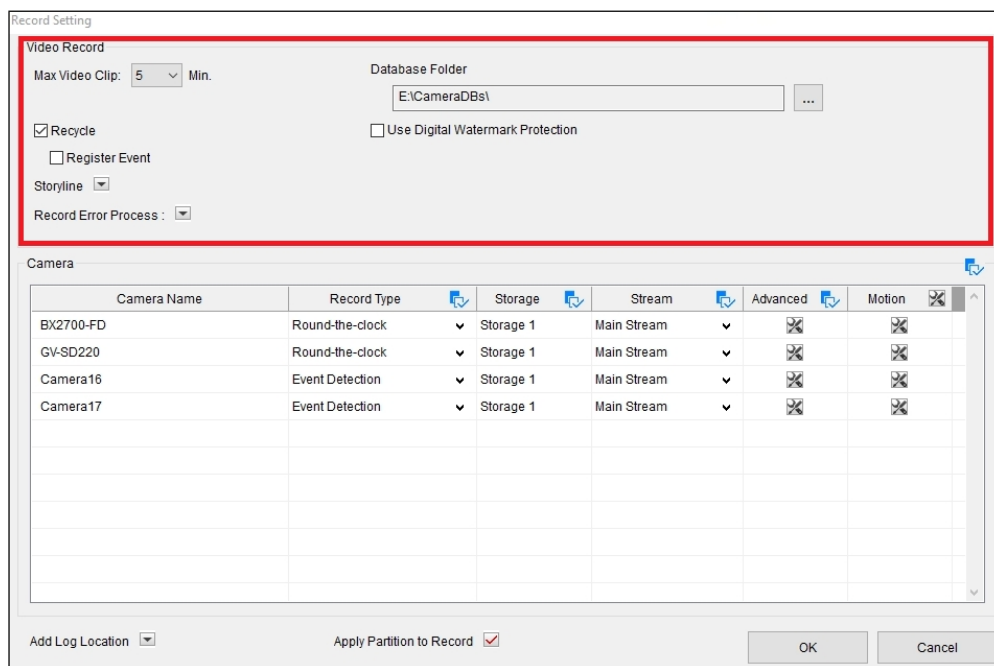 Record Setting
Video Record
Max Video Clip: 5 Min.
Database Folder
E:\CameraDBs\
...
Recycle
Use Digital Watermark Protection
Register Event
Storyline
Record Error Process :
Camera
Camera Name Record Type Storage Stream Advanced Motion
BX2700-FD Round-the-clock Storage 1 Main Stream
GV-SD220 Round-the-clock Storage 1 Main Stream
Camera16 Event Detection Storage 1 Main Stream
Camera17 Event Detection Storage 1 Main Stream
Add Log Location Apply Partition to Record OK Cancel